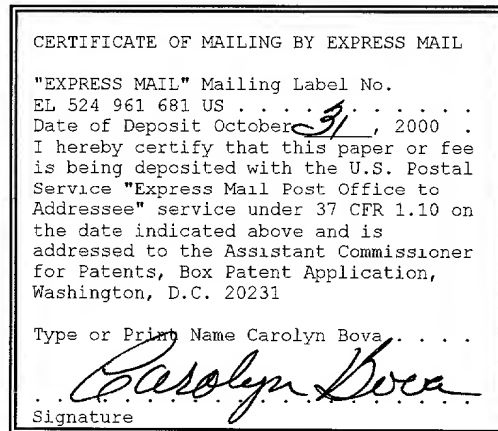 CERTIFICATE OF MAILING BY EXPRESS MAIL
"EXPRESS MAIL" Mailing Label No.
EL 524 961 681 US . . . . . . . . . . .
Date of Deposit October 31, 2000 .
I hereby certify that this paper or fee
is being deposited with the U.S. Postal
Service "Express Mail Post Office to
Addressee" service under 37 CFR 1.10 on
the date indicated above and is
addressed to the Assistant Commissioner
for Patents, Box Patent Application,
Washington, D.C. 20231
Type or Print Name Carolyn Bova . . . . .
Carolyn Bova
Signature